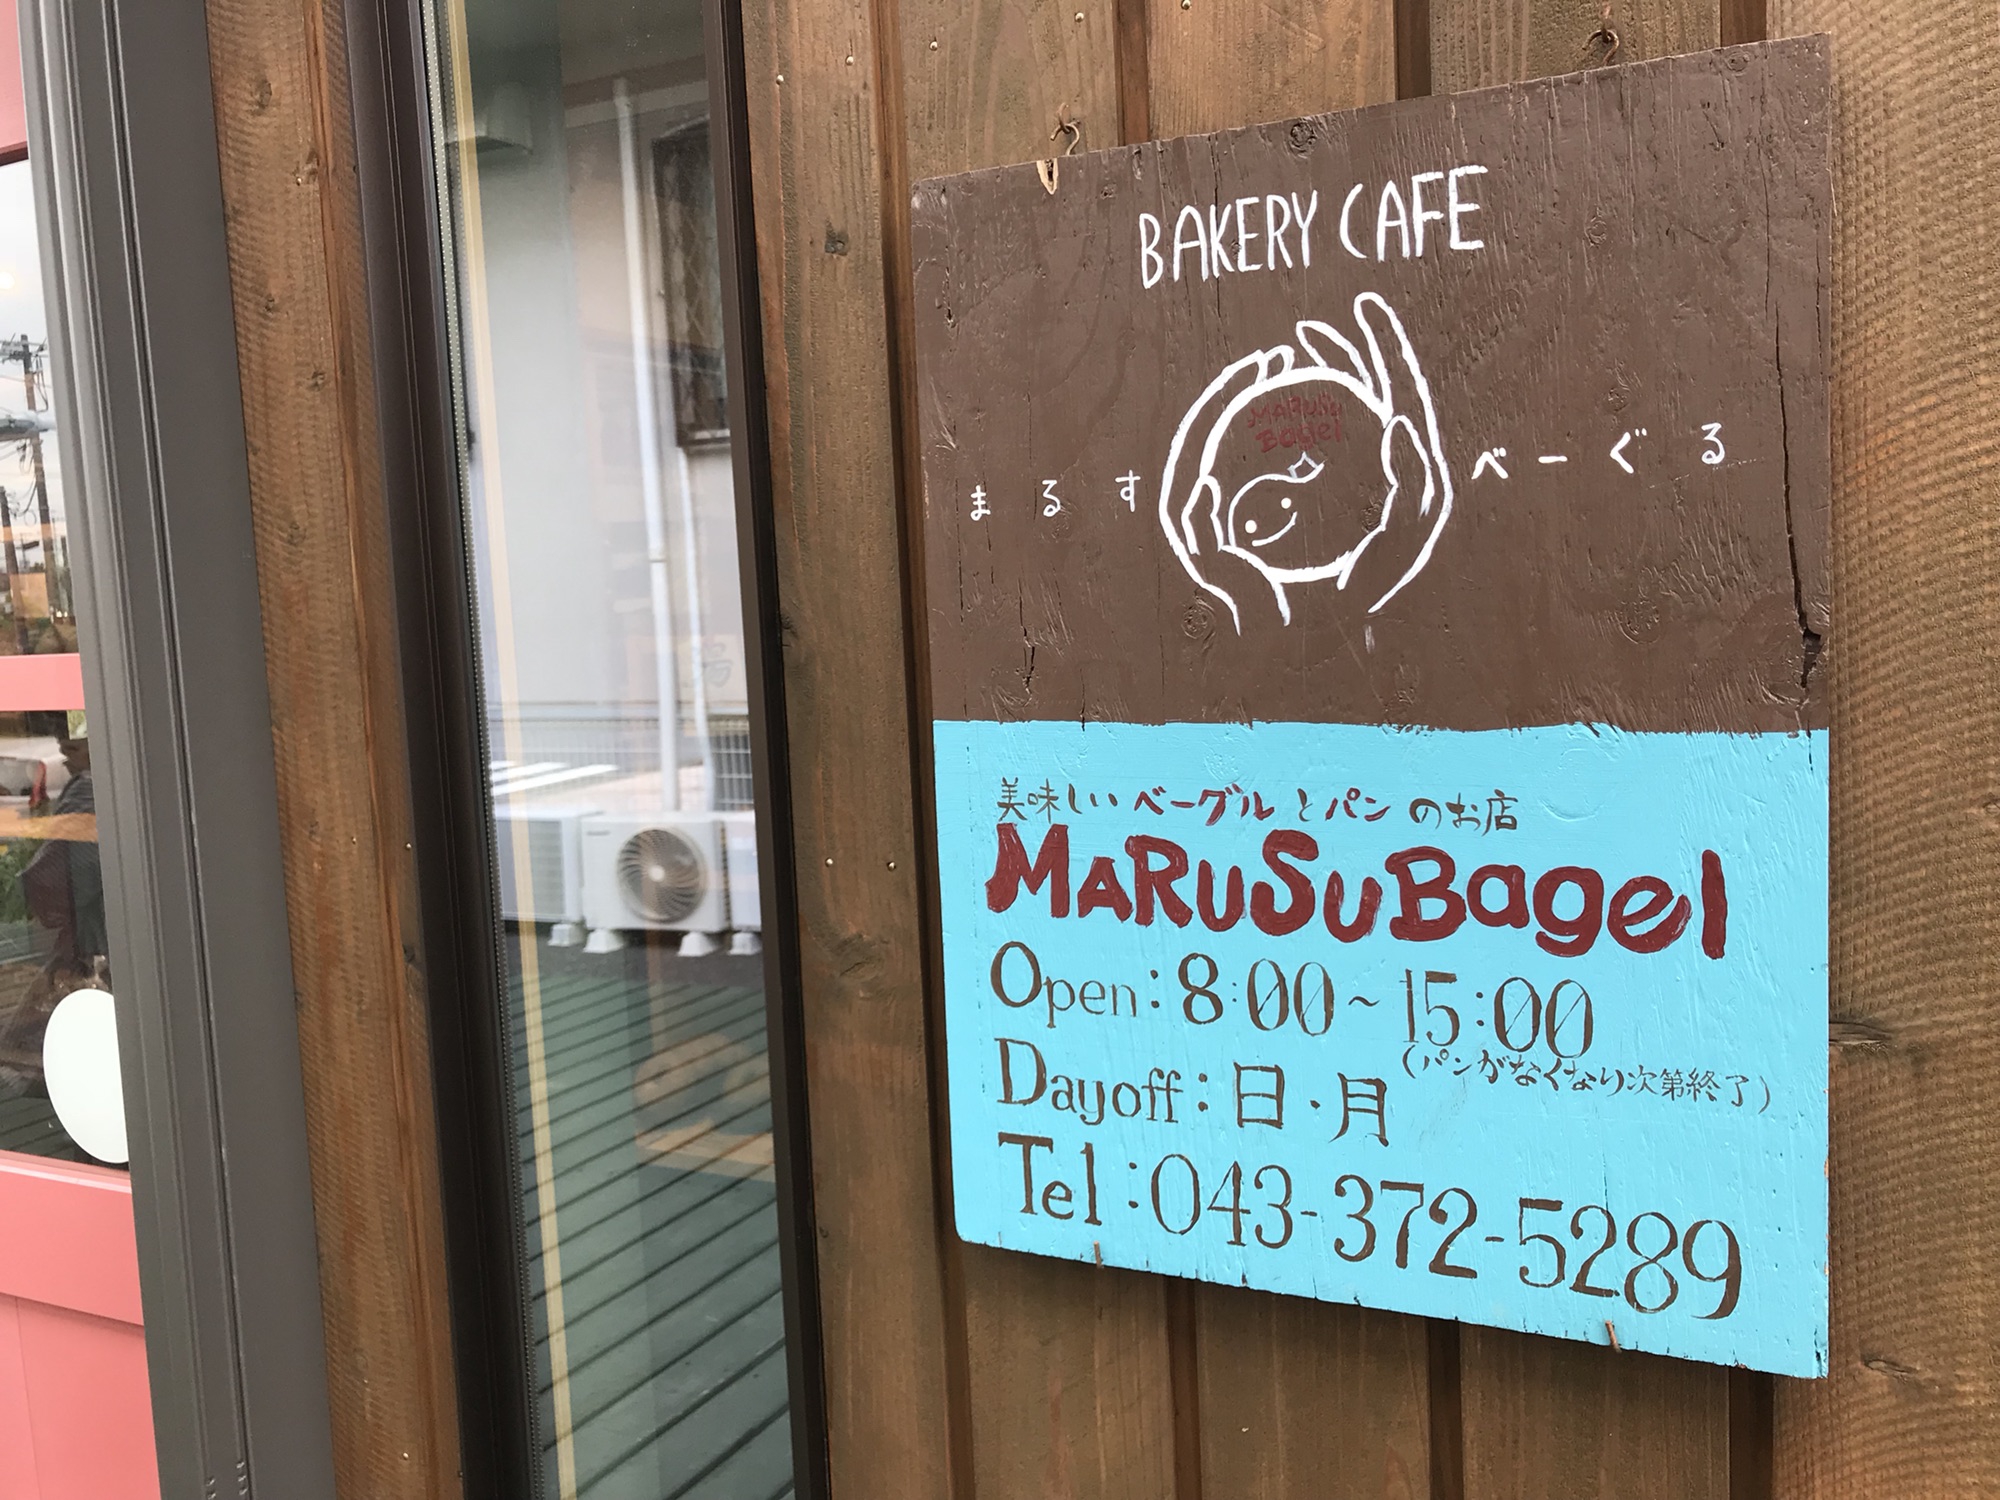 BAKERY CAFE
MARUSU
Bagel
まるす べーぐる
美味しいベーグルとパンのお店
MARUSUBagel
Open:8:00~15:00
(パンがなくなり次第終了)
Dayoff:日・月
Tel:043-372-5289